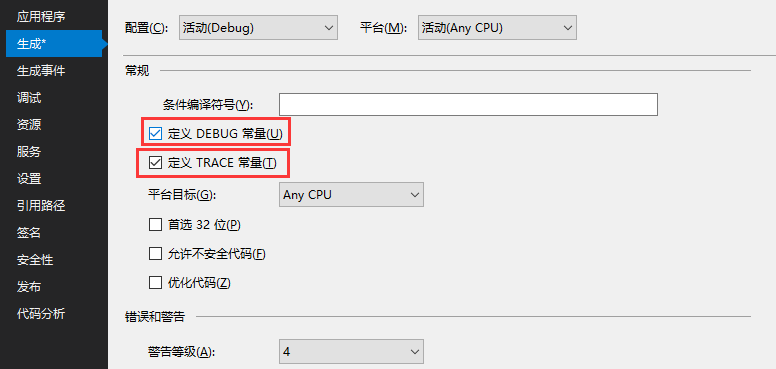 应用程序
生成*
生成事件
调试
资源
服务
设置
引用路径
签名
安全性
发布
代码分析
配置(C): 活动(Debug) 平台(M): 活动(Any CPU)
常规
条件编译符号(Y):
定义 DEBUG 常量(U)
定义 TRACE 常量(T)
平台目标(G): Any CPU
首选 32 位(P)
允许不安全代码(F)
优化代码(Z)
错误和警告
警告等级(A): 4